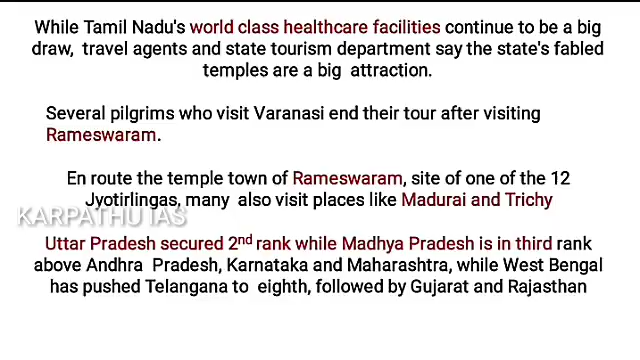 While Tamil Nadu's world class healthcare facilities continue to be a big
draw, travel agents and state tourism department say the state's fabled
temples are a big attraction.
Several pilgrims who visit Varanasi end their tour after visiting
Rameswaram.
En route the temple town of Rameswaram, site of one of the 12
Jyotirlingas, many also visit places like Madurai and Trichy
KARPATHU IAS
Uttar Pradesh secured 2nd rank while Madhya Pradesh is in third rank
above Andhra Pradesh, Karnataka and Maharashtra, while West Bengal
has pushed Telangana to eighth, followed by Gujarat and Rajasthan